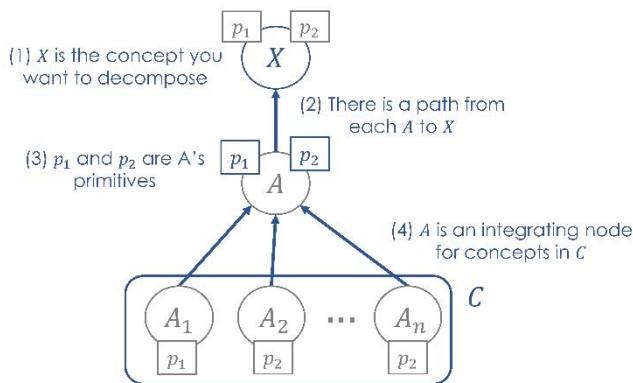 p₁ p₂
X
(1) X is the concept you
want to decompose
(2) There is a path from
each A to X
(3) p₁ and p₂ are A's
primitives
p₁ p₂
A
(4) A is an integrating node
for concepts in C
C
A₁ A₂ ... Aₙ
p₁ p₂ p₂